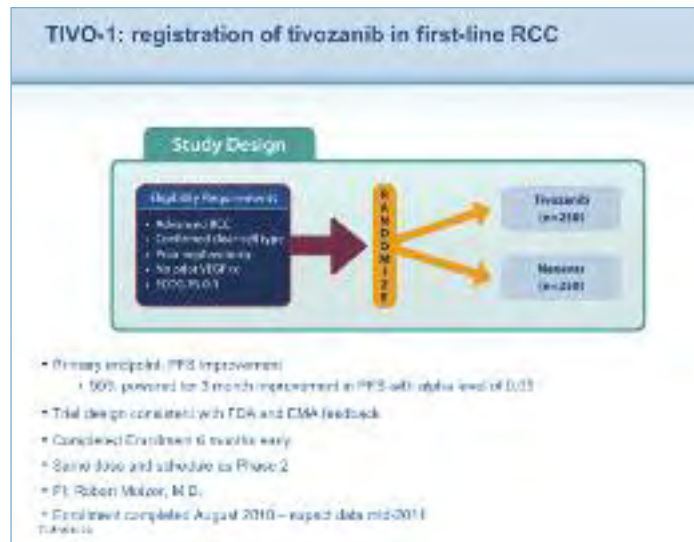 TIVO-1: registration of tivozanib in first-line RCC
Study Design
Eligibility Requirements
• Advanced RCC
• Confirmed clear cell type
• Prior nephrectomy
• No prior VEGF tx
• ECOG PS 0-1
RANDOMIZE
Tivozanib
Nexavar
• Primary endpoint: PFS Improvement
• 90% powered for 3 month improvement in PFS with alpha level of 0.05
• Trial design consistent with FDA and EMA feedback
• Completed Enrollment 6 months early
• Same dose and schedule as Phase 2
• PI: Robert Motzer, M.D.
• Enrollment completed August 2010 – expect data mid-2011